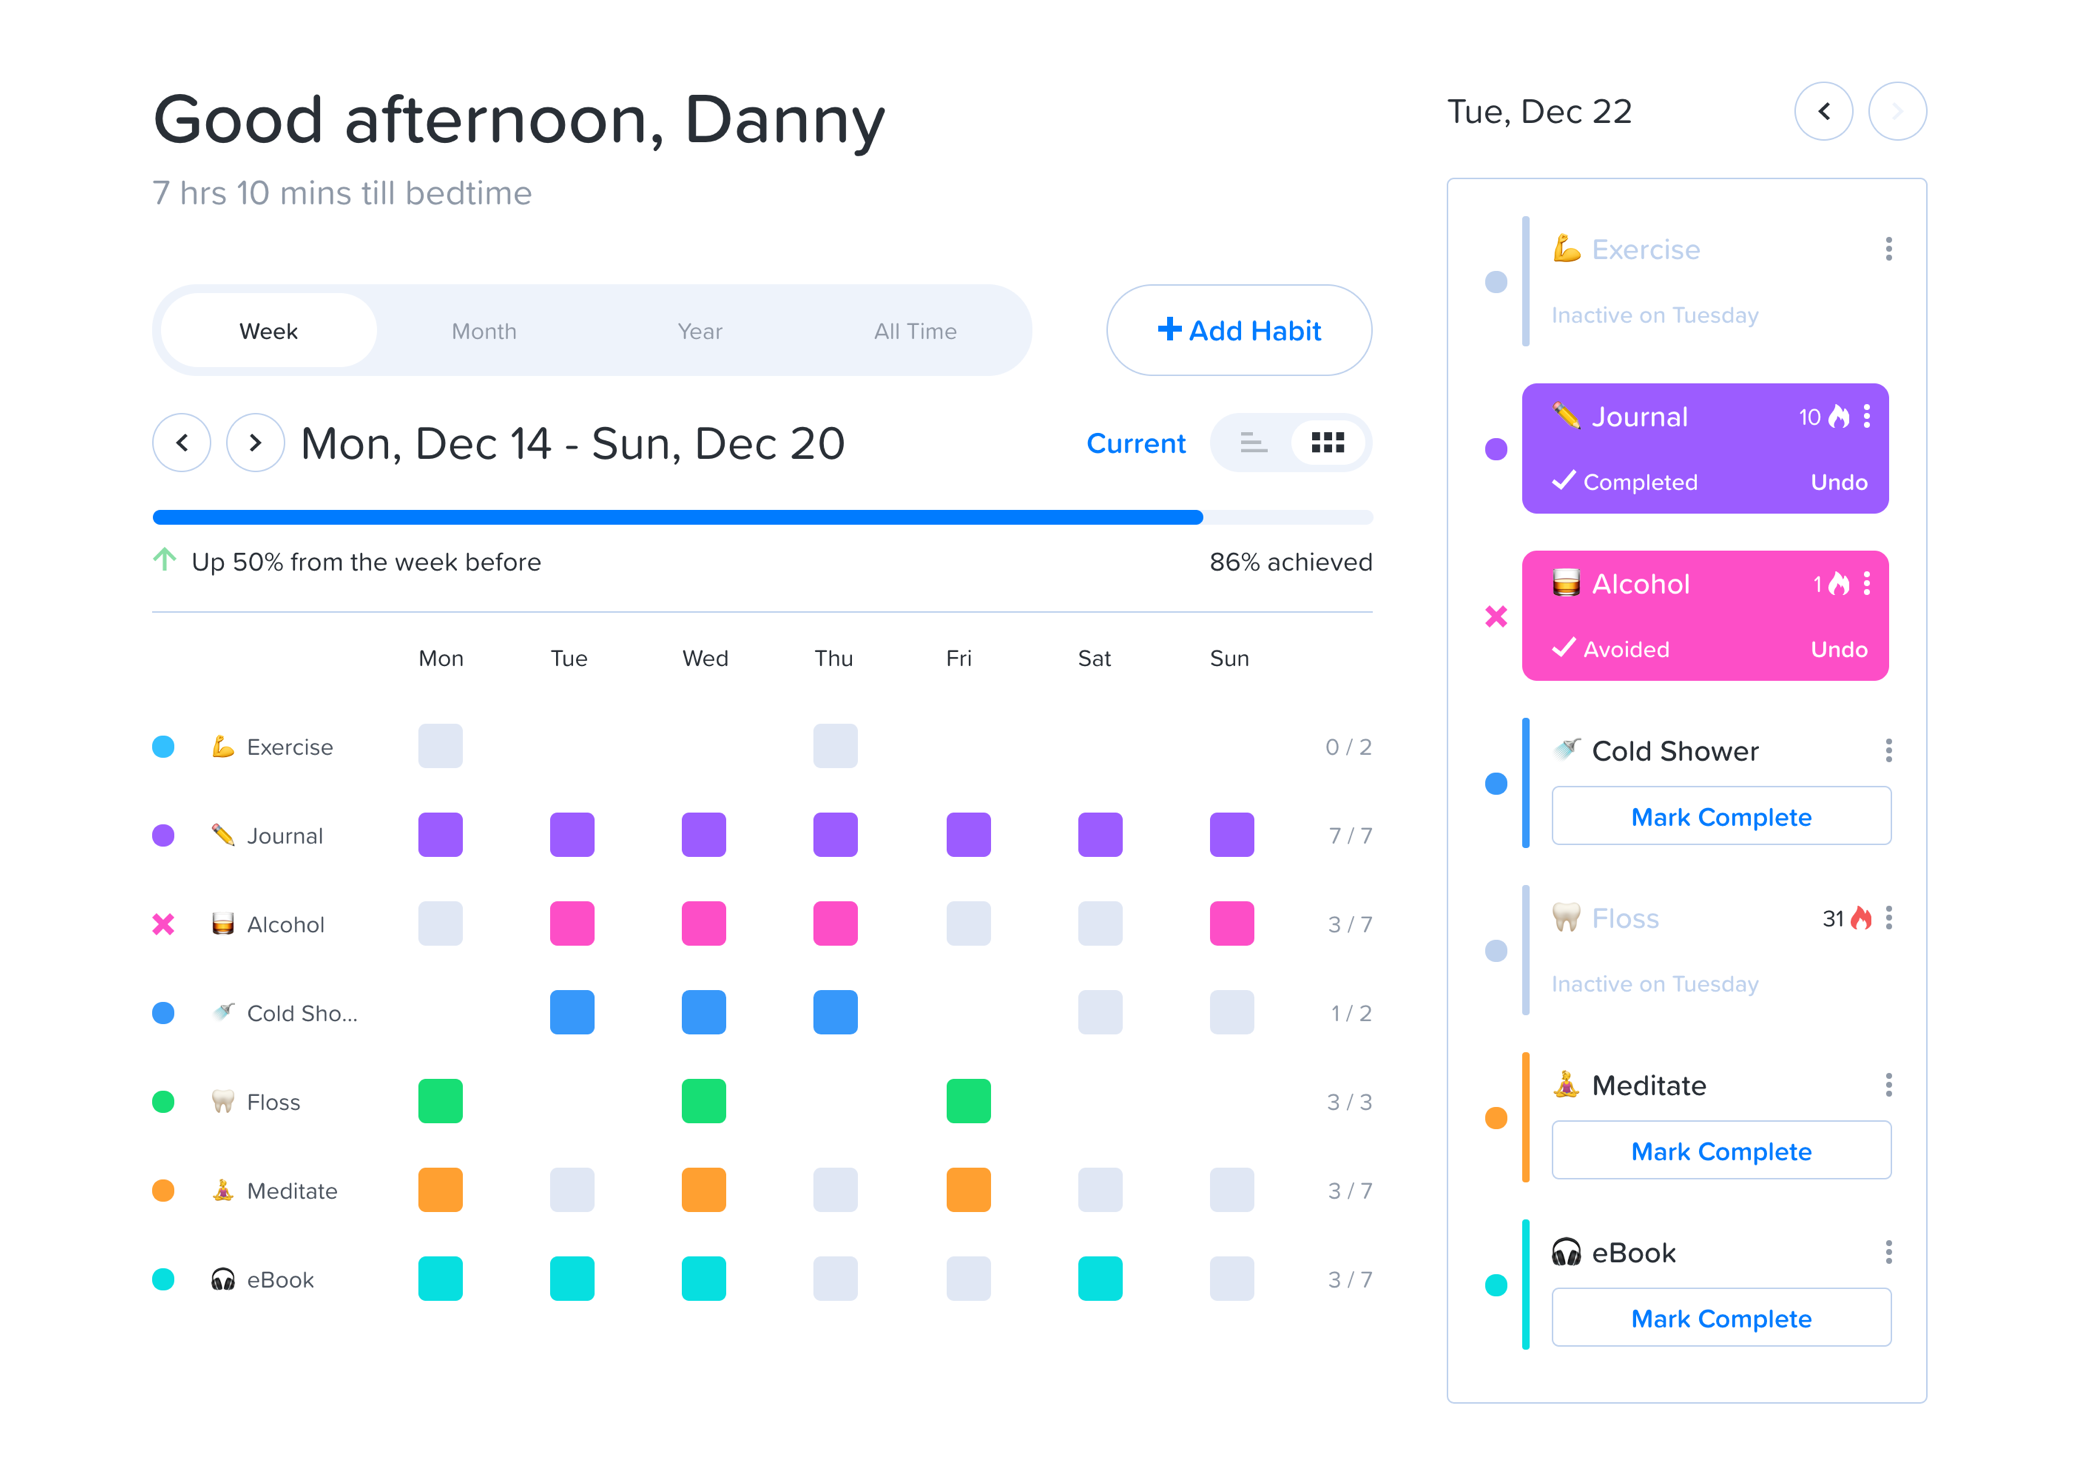 Good afternoon, Danny
7 hrs 10 mins till bedtime
Week Month Year All Time
+ Add Habit
Mon, Dec 14 - Sun, Dec 20
Current
Up 50% from the week before
86% achieved
Mon Tue Wed Thu Fri Sat Sun
Exercise 0 / 2
Journal 7 / 7
Alcohol 3 / 7
Cold Sho... 1 / 2
Floss 3 / 3
Meditate 3 / 7
eBook 3 / 7
Tue, Dec 22
Exercise
Inactive on Tuesday
Journal 10
Completed Undo
Alcohol 1
Avoided Undo
Cold Shower
Mark Complete
Floss 31
Inactive on Tuesday
Meditate
Mark Complete
eBook
Mark Complete